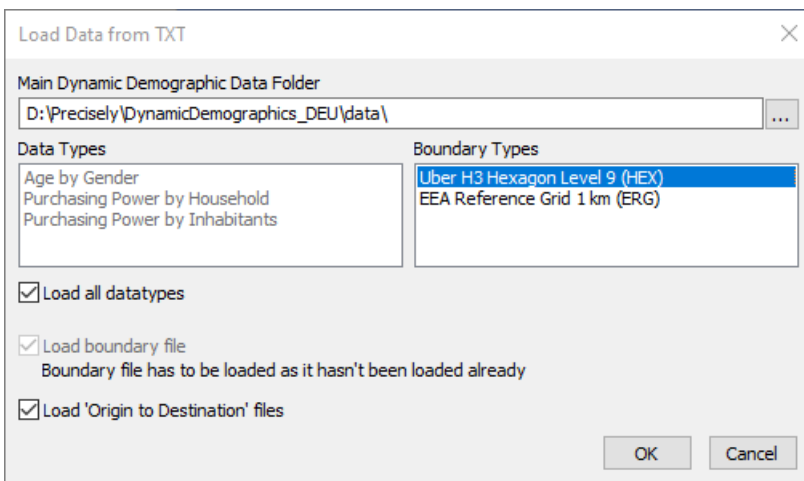 Load Data from TXT
Main Dynamic Demographic Data Folder
D:\Precisely\DynamicDemographics_DEU\data\
...
Data Types
Age by Gender
Purchasing Power by Household
Purchasing Power by Inhabitants
Boundary Types
Uber H3 Hexagon Level 9 (HEX)
EEA Reference Grid 1 km (ERG)
Load all datatypes
Load boundary file
Boundary file has to be loaded as it hasn't been loaded already
Load 'Origin to Destination' files
OK
Cancel